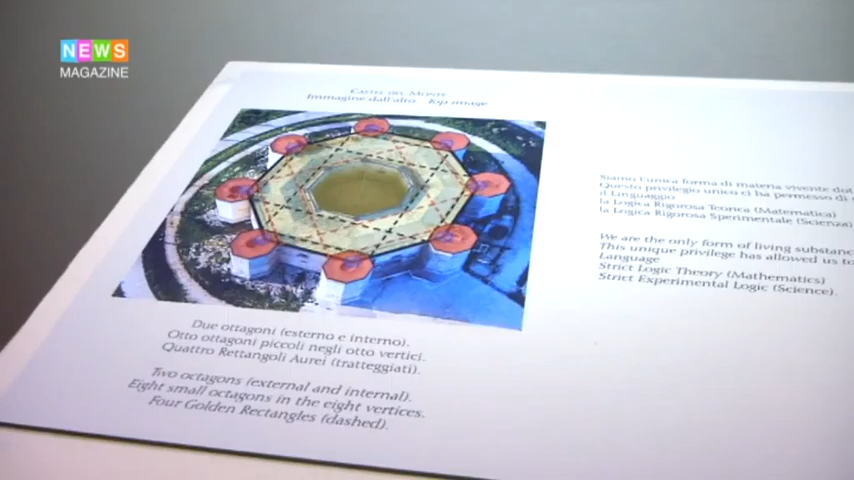 NEWS
MAGAZINE
CASTEL DEL MONTE
Immagine dall'alto Top image
Due ottagoni (esterno e interno).
Otto ottagoni piccoli negli otto vertici.
Quattro Rettangoli Aurei (tratteggiati).
Two octagons (external and internal).
Eight small octagons in the eight vertices.
Four Golden Rectangles (dashed).
Siamo l'unica forma di materia vivente
Questo privilegio unico ci ha permesso di
il Linguaggio
la Logica Rigorosa Teorica (Matematica)
la Logica Rigorosa Sperimentale (Scienza)
We are the only form of living
This unique privilege has allowed us to
Language
Strict Logic Theory (Mathematics)
Strict Experimental Logic (Science).